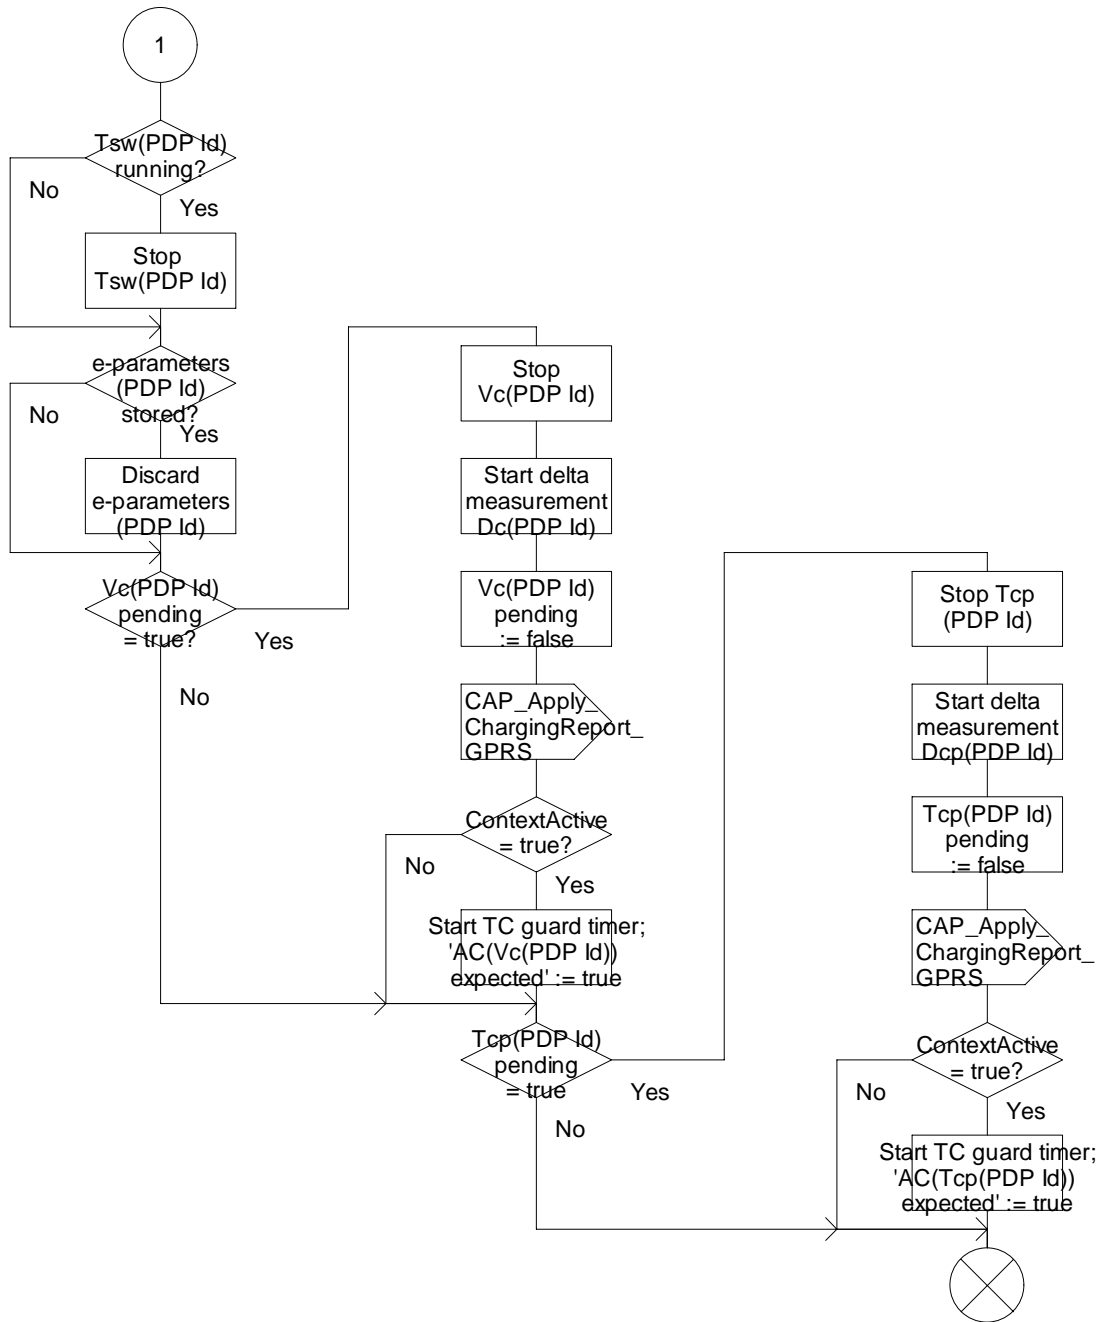 1
Tsw(PDP Id)
running?
No
Yes
Stop
Tsw(PDP Id)
e-parameters
(PDP Id)
stored?
No
Yes
Discard
e-parameters
(PDP Id)
Vc(PDP Id)
pending
= true?
Yes
No
Stop
Vc(PDP Id)
Start delta
measurement
Dc(PDP Id)
Vc(PDP Id)
pending
:= false
CAP_Apply_
ChargingReport_
GPRS
ContextActive
= true?
No
Yes
Start TC guard timer;
'AC(Vc(PDP Id))
expected' := true
Tcp(PDP Id)
pending
= true
Yes
No
Stop Tcp
(PDP Id)
Start delta
measurement
Dcp(PDP Id)
Tcp(PDP Id)
pending
:= false
CAP_Apply_
ChargingReport_
GPRS
ContextActive
= true?
No
Yes
Start TC guard timer;
'AC(Tcp(PDP Id))
expected' := true